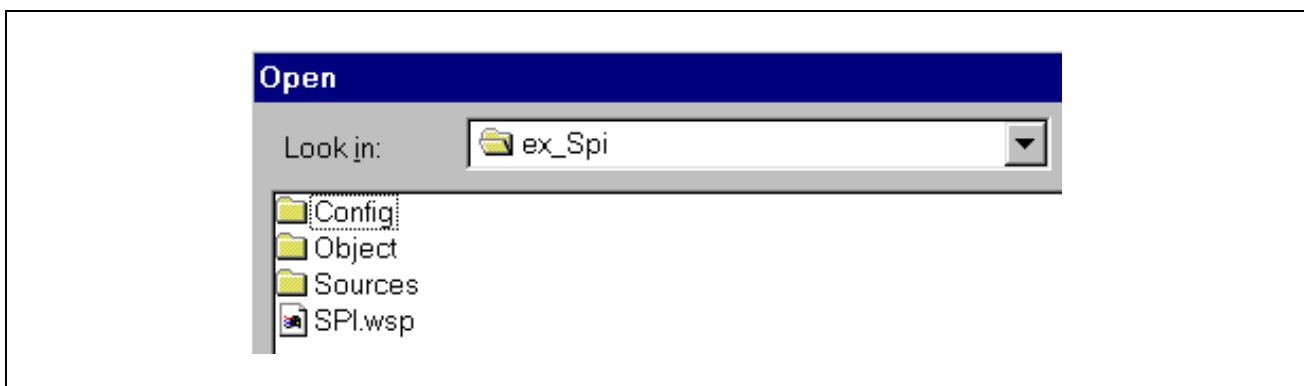 Open
Look in: ex_Spi
Config
Object
Sources
SPI.wsp